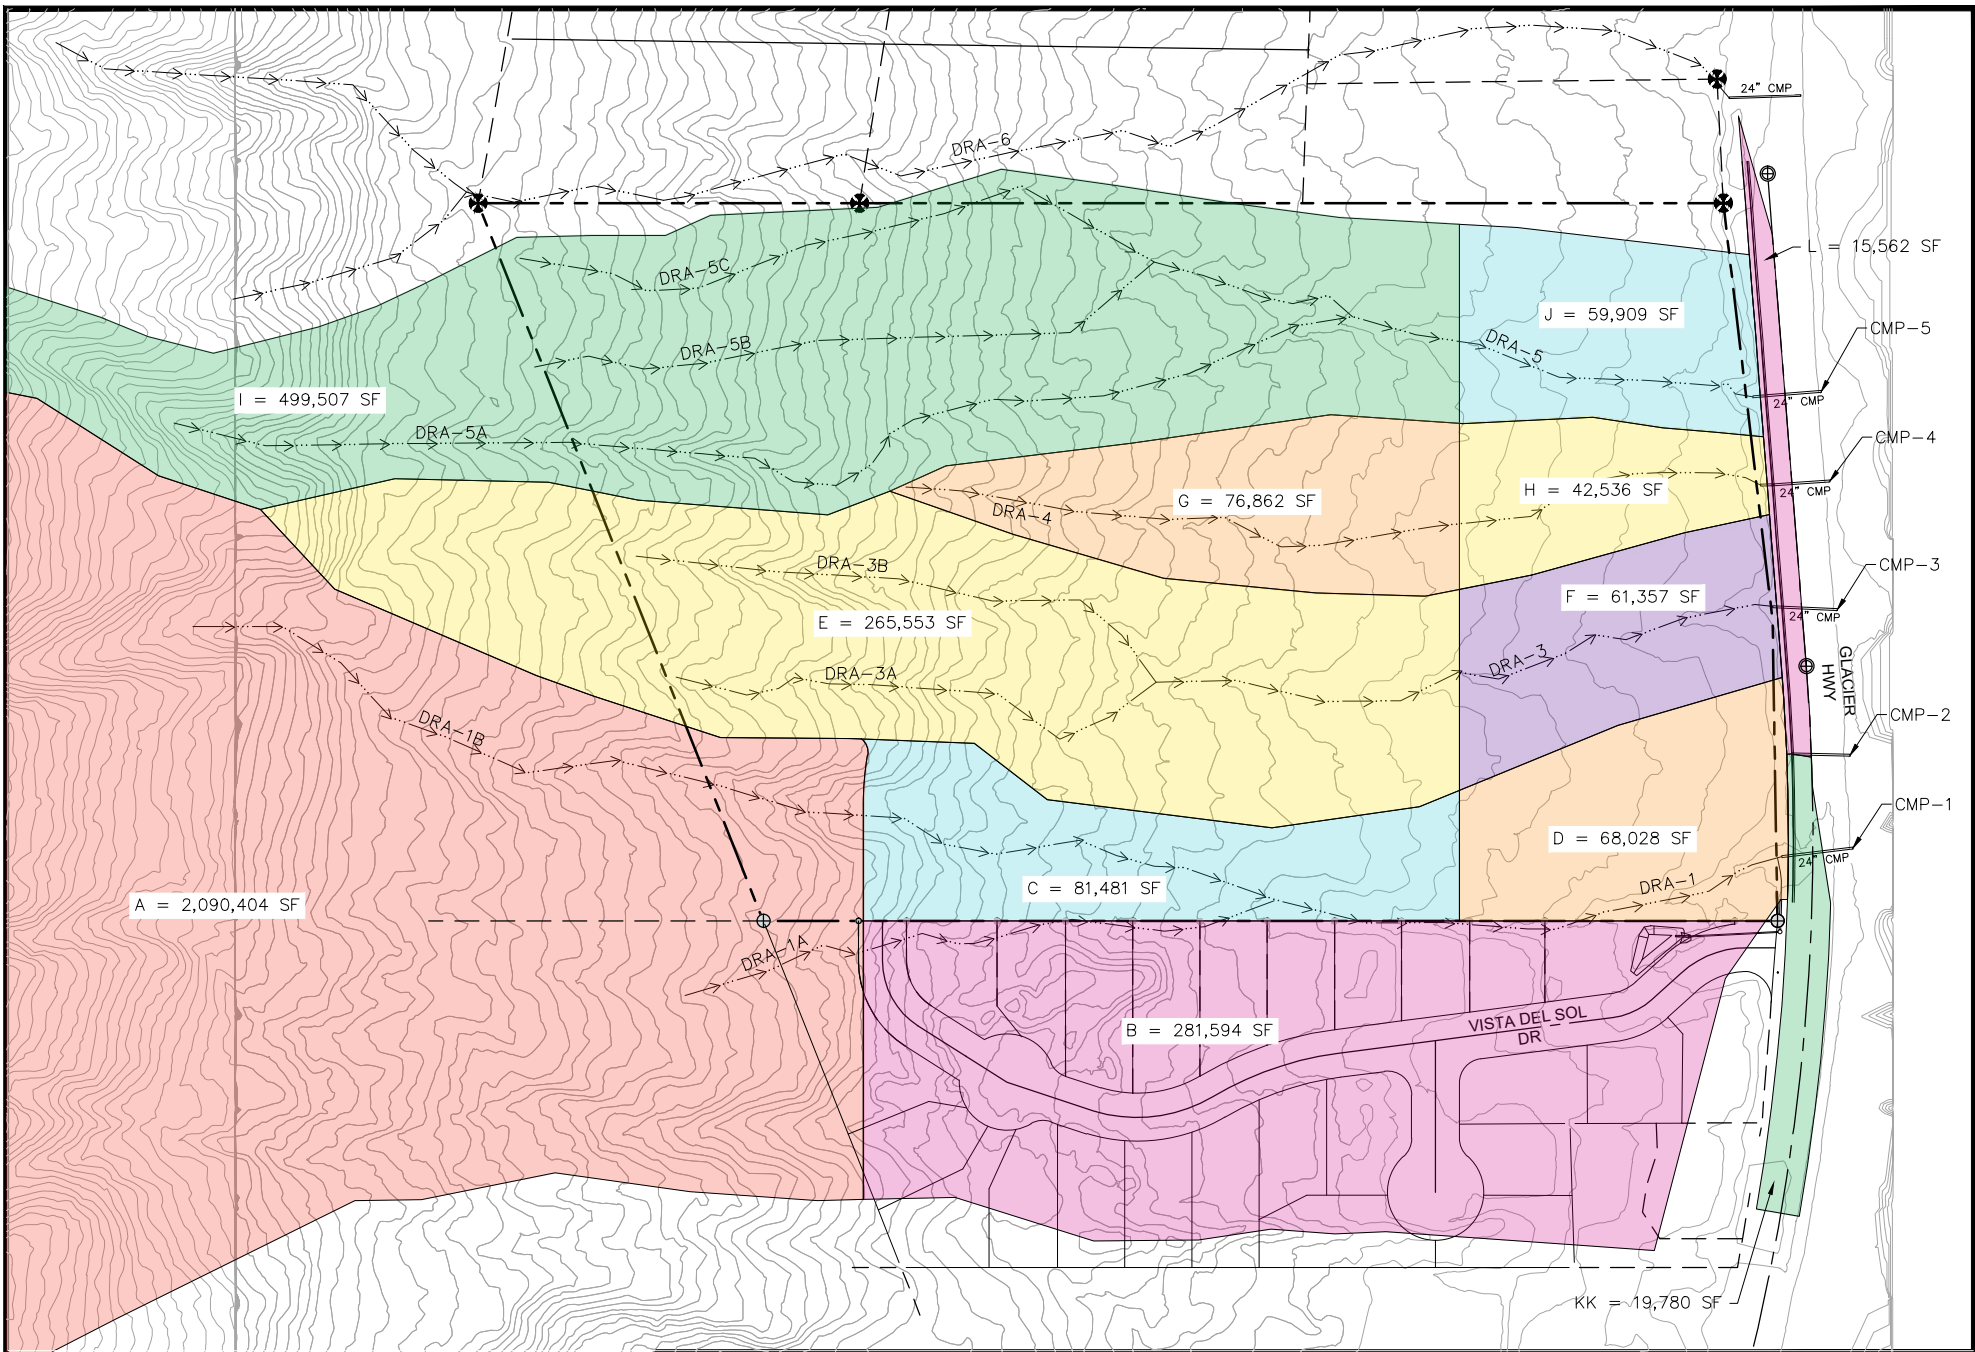 24" CMP
DRA-6
L = 15,562 SF
DRA-5C
J = 59,909 SF
CMP-5
DRA-5B
DRA-5
I = 499,507 SF
24" CMP
DRA-5A
CMP-4
G = 76,862 SF
H = 42,536 SF
24" CMP
DRA-4
DRA-3B
CMP-3
F = 61,357 SF
24" CMP
E = 265,553 SF
DRA-3
DRA-3A
GLACIER
HWY
DRA-1B
CMP-2
CMP-1
D = 68,028 SF
24" CMP
C = 81,481 SF
DRA-1
A = 2,090,404 SF
DRA-1A
B = 281,594 SF
VISTA DEL SOL
DR
KK = 19,780 SF